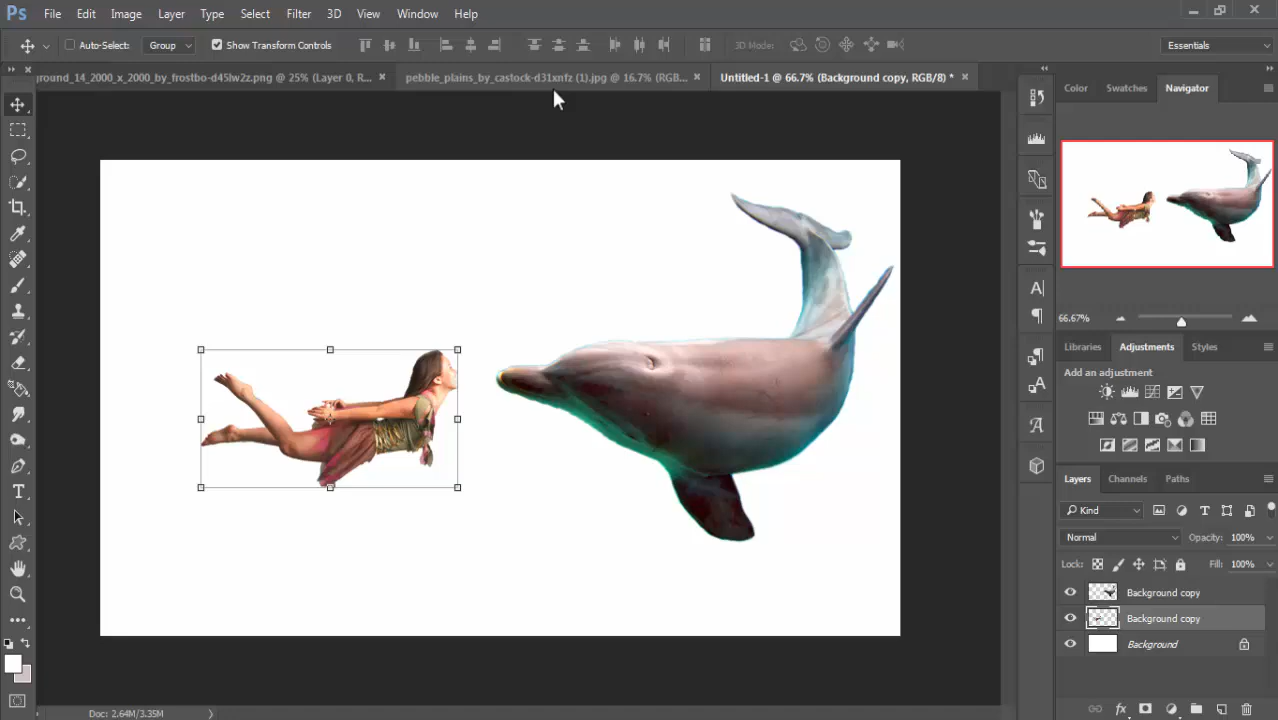 Ps File Edit Image Layer Type Select Filter 3D View Window Help
Auto-Select: Group Show Transform Controls 3D Mode: Essentials
ground_14_2000_x_2000_by_frostbo-d45lw2z.png @ 25% (Layer 0, R... × pebble_plains_by_castock-d31xnfz (1).jpg @ 16.7% (RGB... × Untitled-1 @ 66.7% (Background copy, RGB/8) * ×
Color Swatches Navigator
66.67%
Libraries Adjustments Styles
Add an adjustment
Layers Channels Paths
Kind
Normal Opacity: 100%
Lock: Fill: 100%
Background copy
Background copy
Background
Doc: 2.64M/3.35M